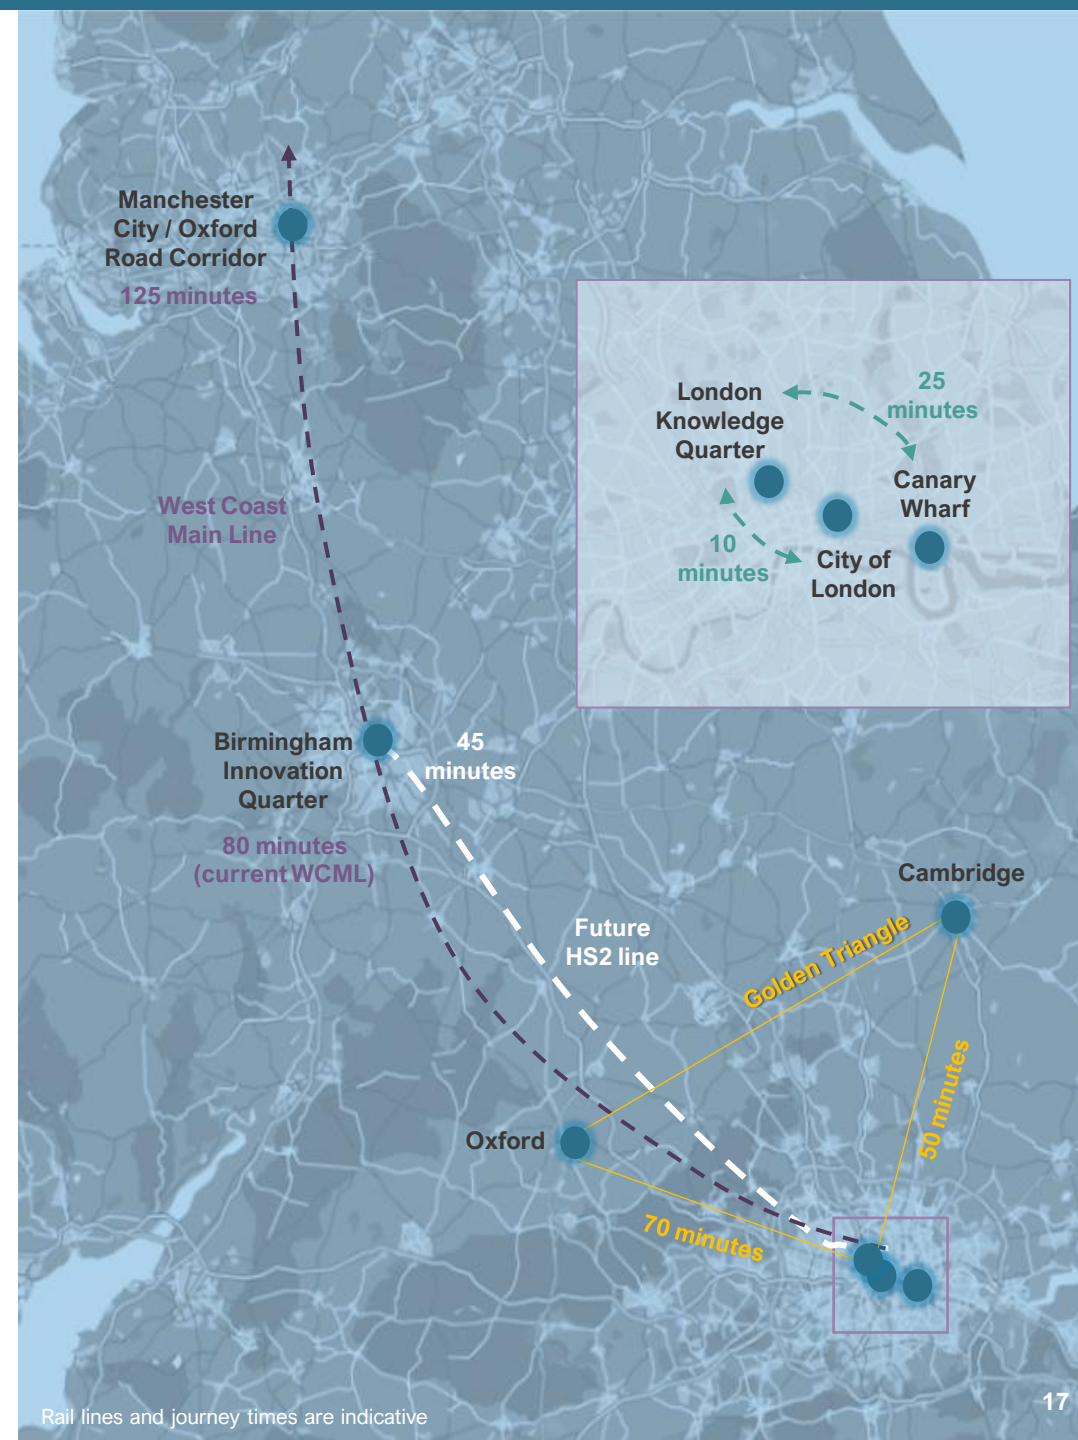 Manchester
City / Oxford
Road Corridor
125 minutes
London
Knowledge
Quarter
25
minutes
Canary
Wharf
10
minutes
City of
London
West Coast
Main Line
Birmingham
Innovation
Quarter
45
minutes
80 minutes
(current WCML)
Cambridge
Future
HS2 line
Golden Triangle
50 minutes
Oxford
70 minutes
Rail lines and journey times are indicative
17